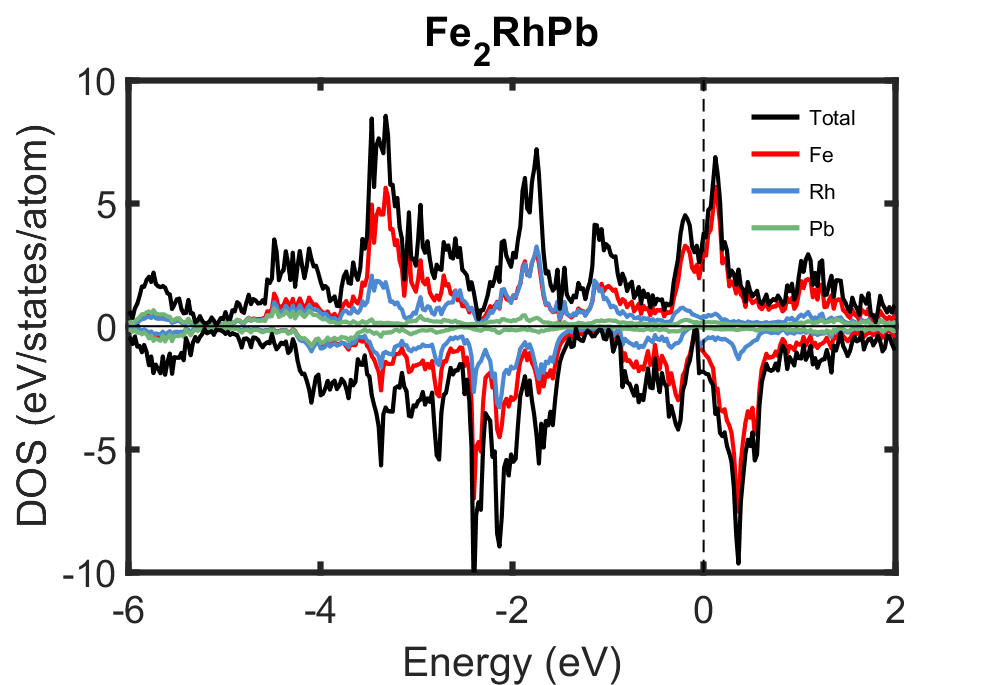 Fe₂RhPb
DOS (eV/states/atom)
10
5
0
-5
-10
Total
Fe
Rh
Pb
-6 -4 -2 0 2
Energy (eV)